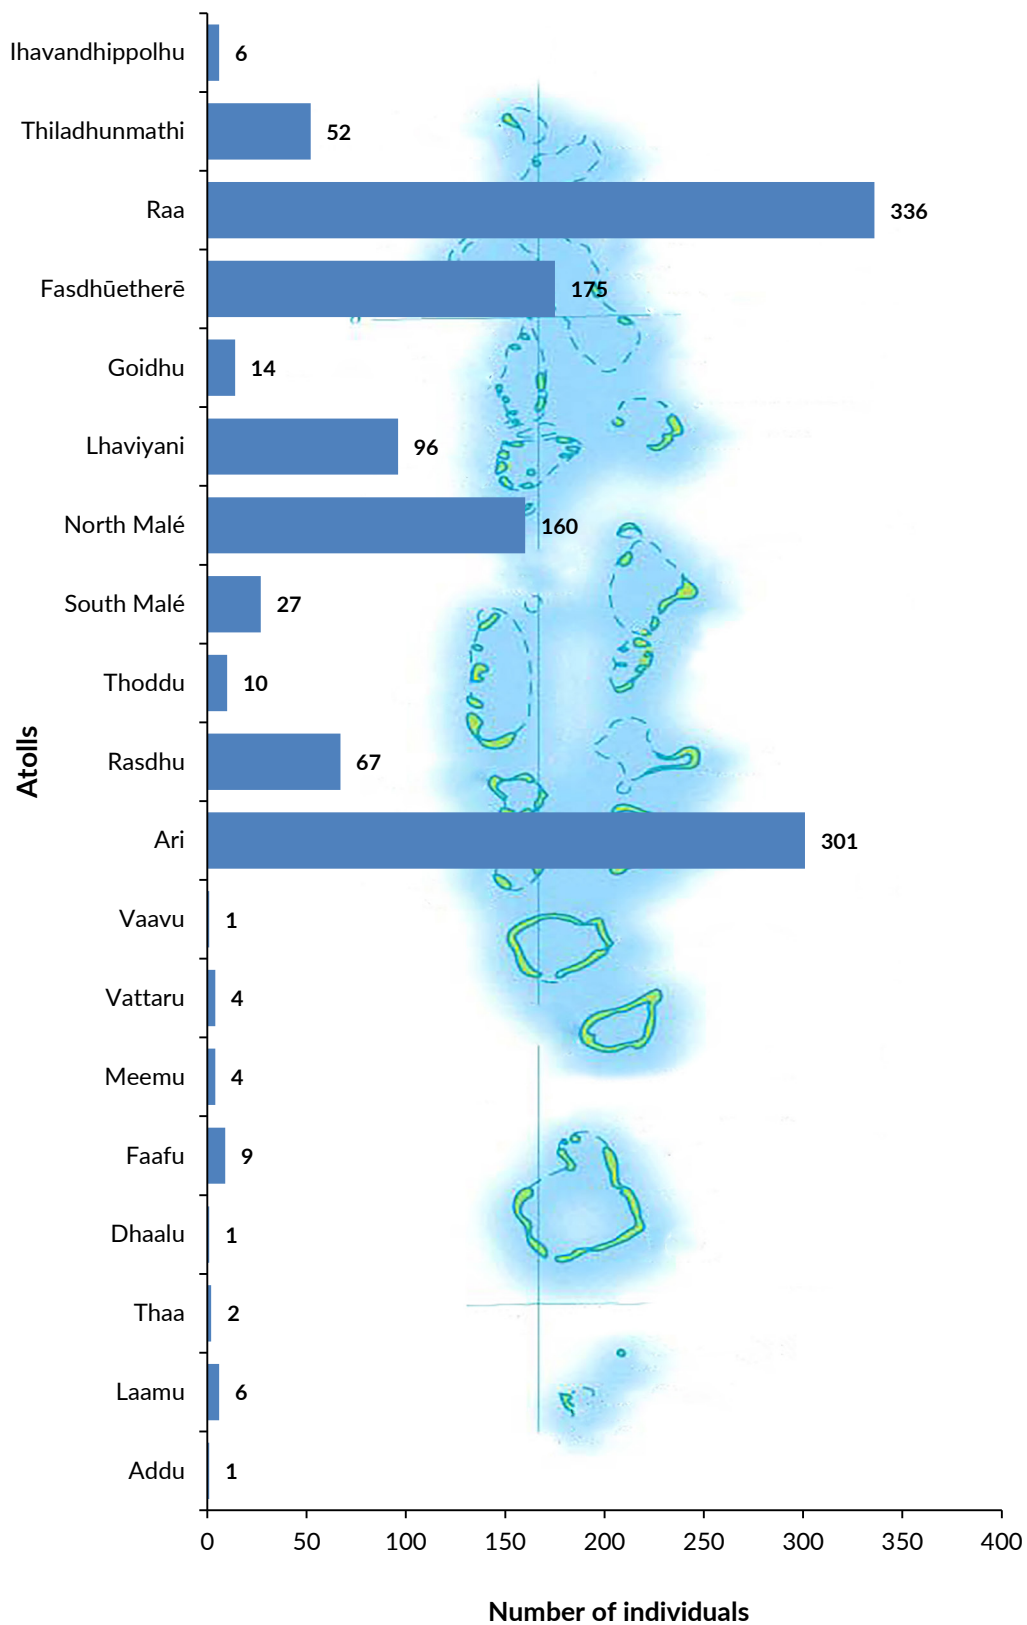 Ihavandhippolhu 6
Thiladhunmathi 52
Raa 336
Fasdhūetherē 175
Goidhu 14
Lhaviyani 96
North Malé 160
South Malé 27
Thoddu 10
Rasdhu 67
Ari 301
Vaavu 1
Vattaru 4
Meemu 4
Faafu 9
Dhaalu 1
Thaa 2
Laamu 6
Addu 1
Atolls
0 50 100 150 200 250 300 350 400
Number of individuals